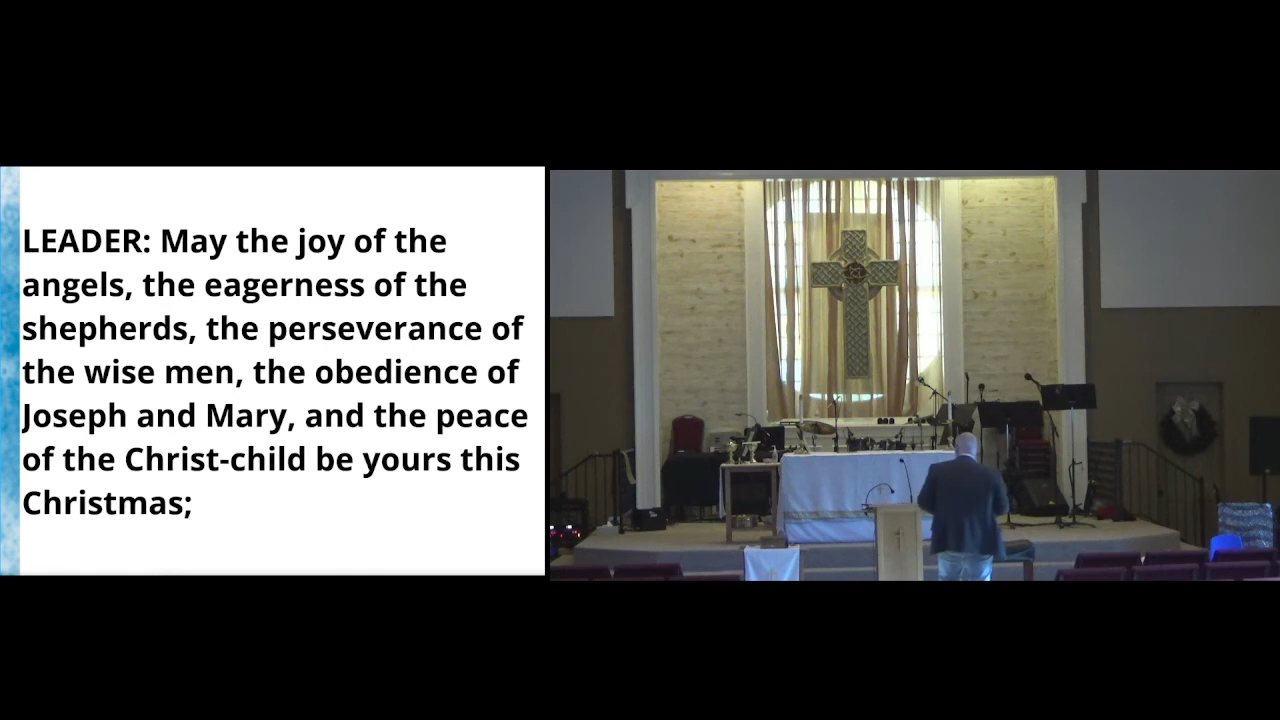 LEADER: May the joy of the
angels, the eagerness of the
shepherds, the perseverance of
the wise men, the obedience of
Joseph and Mary, and the peace
of the Christ-child be yours this
Christmas;